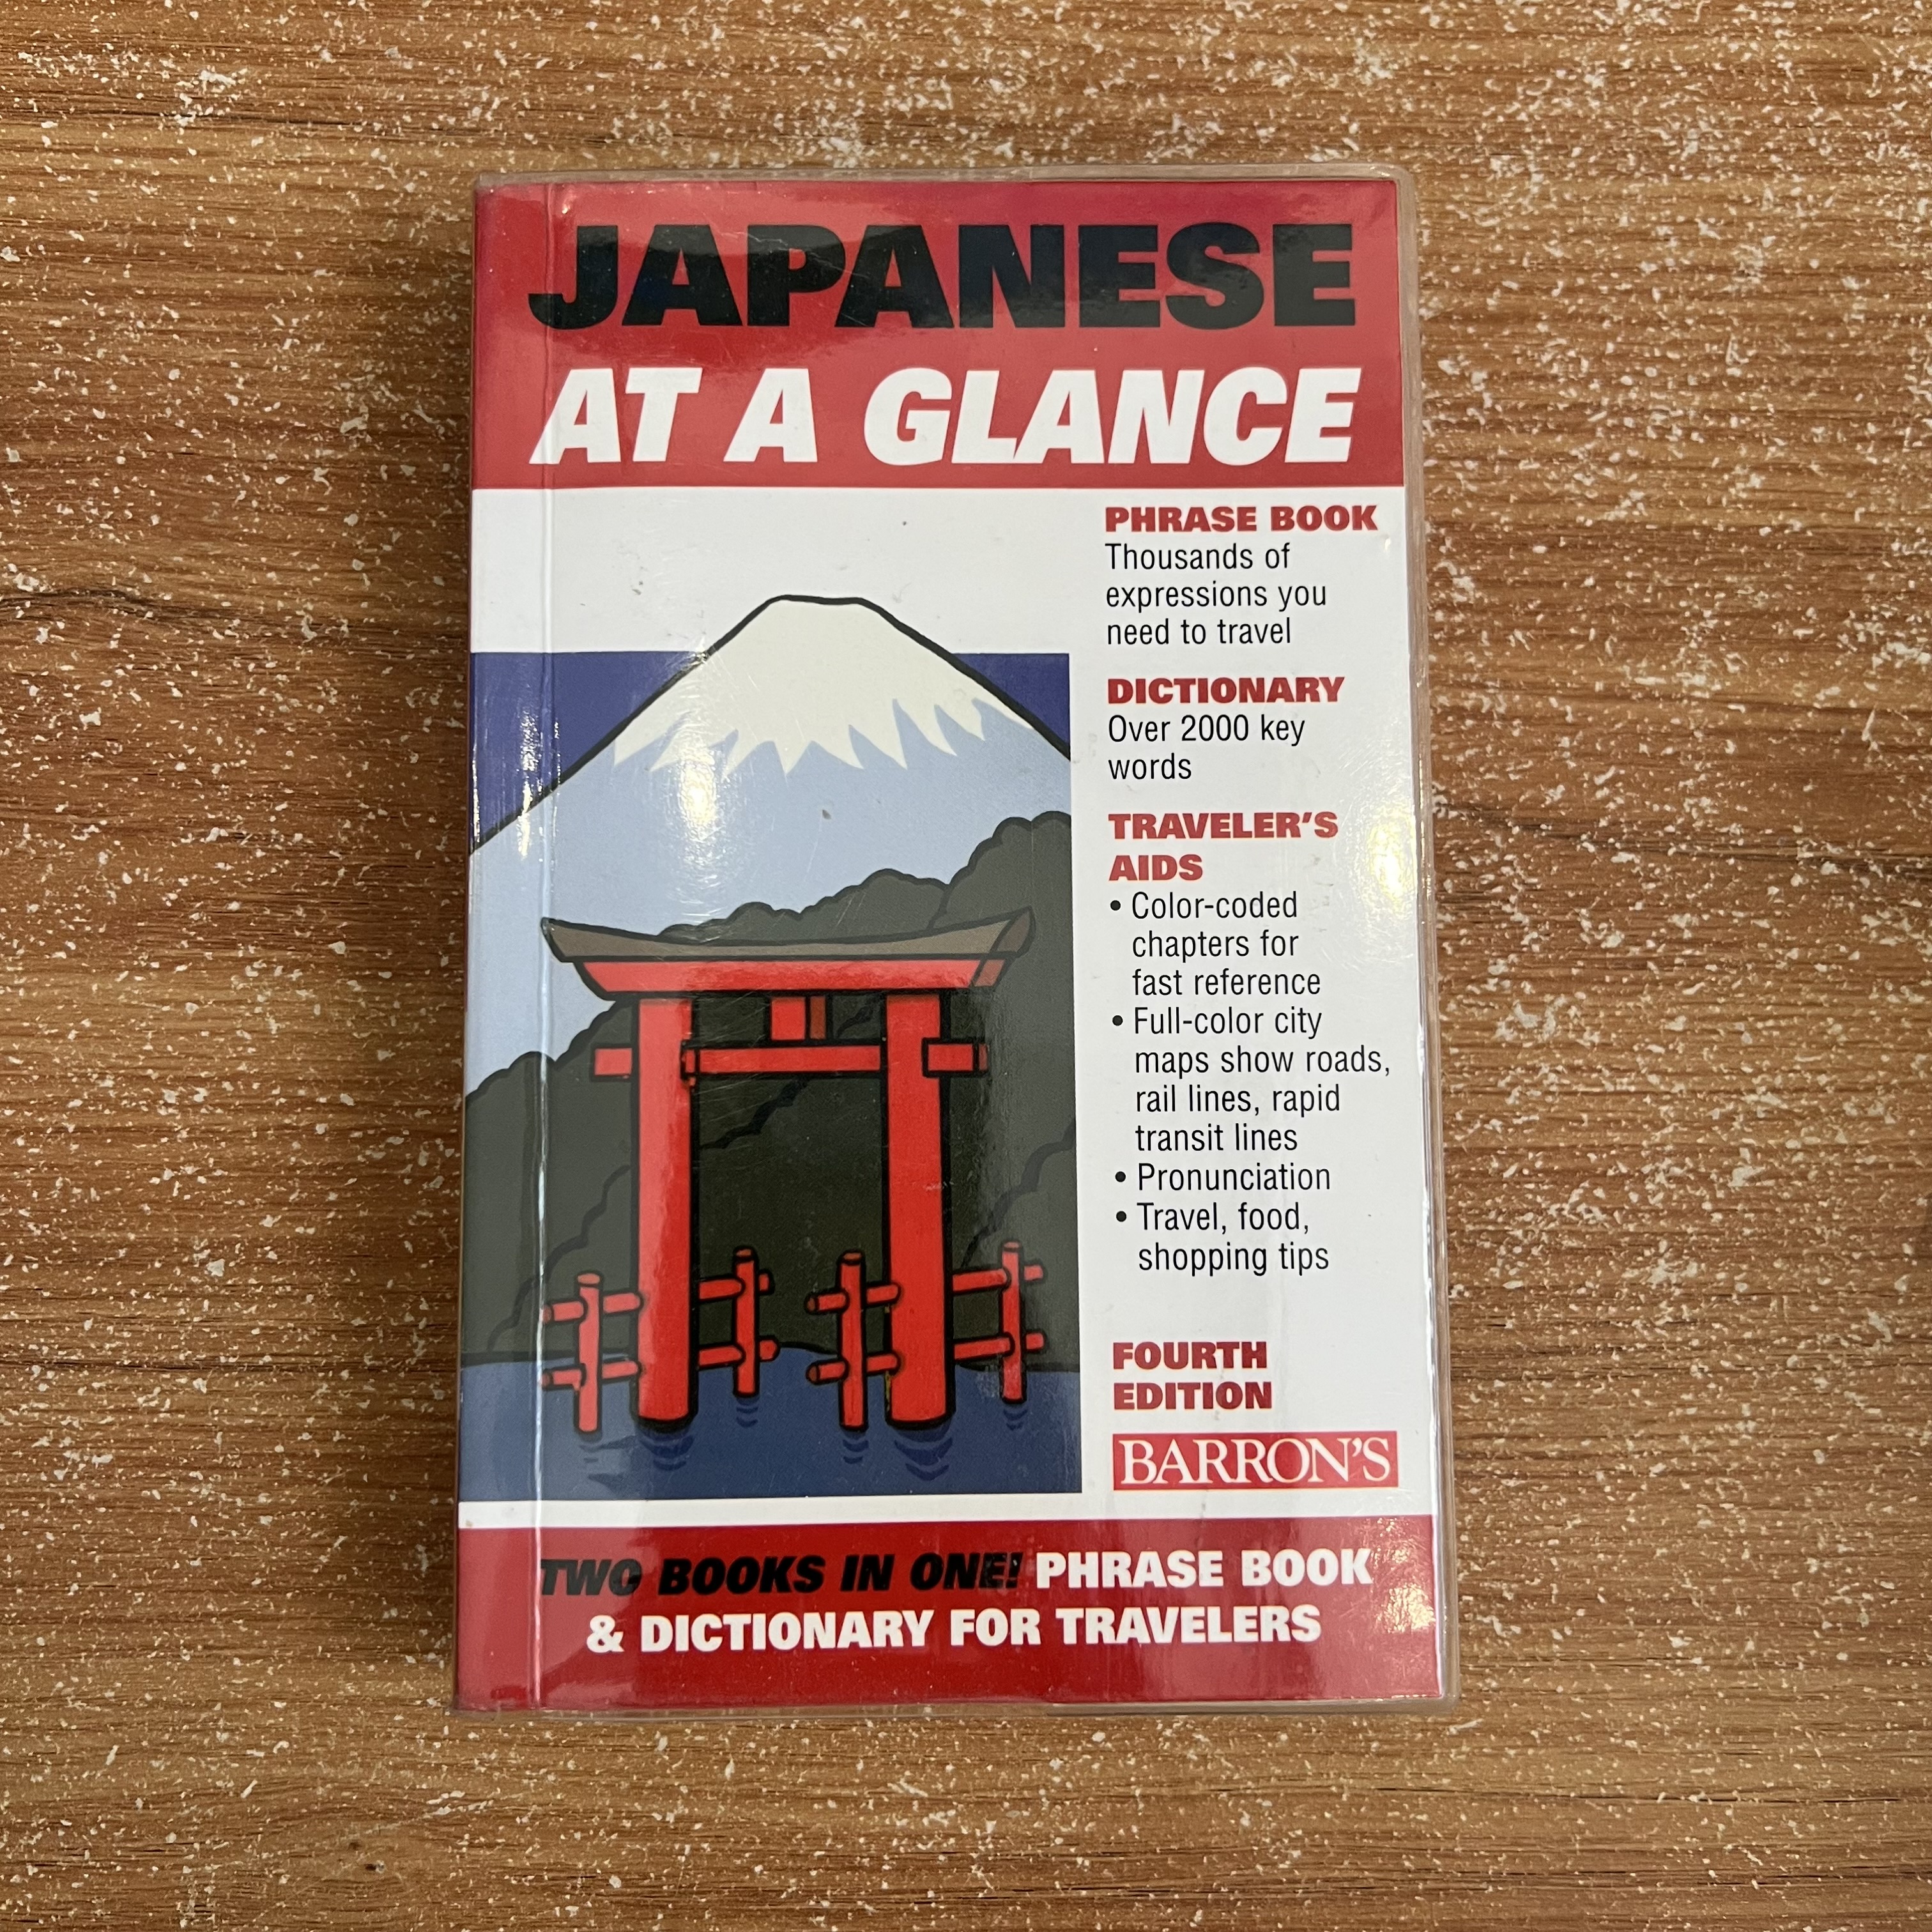 JAPANESE
AT A GLANCE
PHRASE BOOK
Thousands of
expressions you
need to travel
DICTIONARY
Over 2000 key
words
TRAVELER'S
AIDS
• Color-coded
chapters for
fast reference
• Full-color city
maps show roads,
rail lines, rapid
transit lines
• Pronunciation
• Travel, food,
shopping tips
FOURTH
EDITION
BARRON'S
TWO BOOKS IN ONE! PHRASE BOOK
& DICTIONARY FOR TRAVELERS